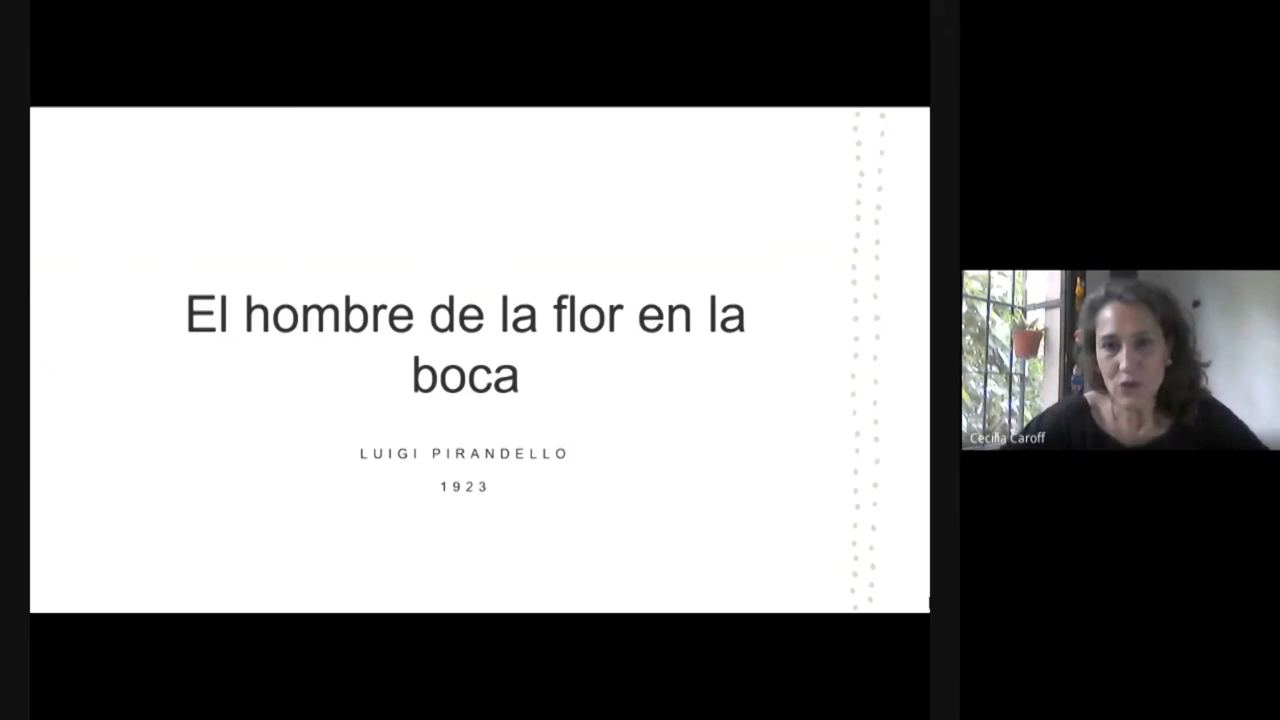 El hombre de la flor en la
boca
LUIGI PIRANDELLO
1923
Cecilia Caroff